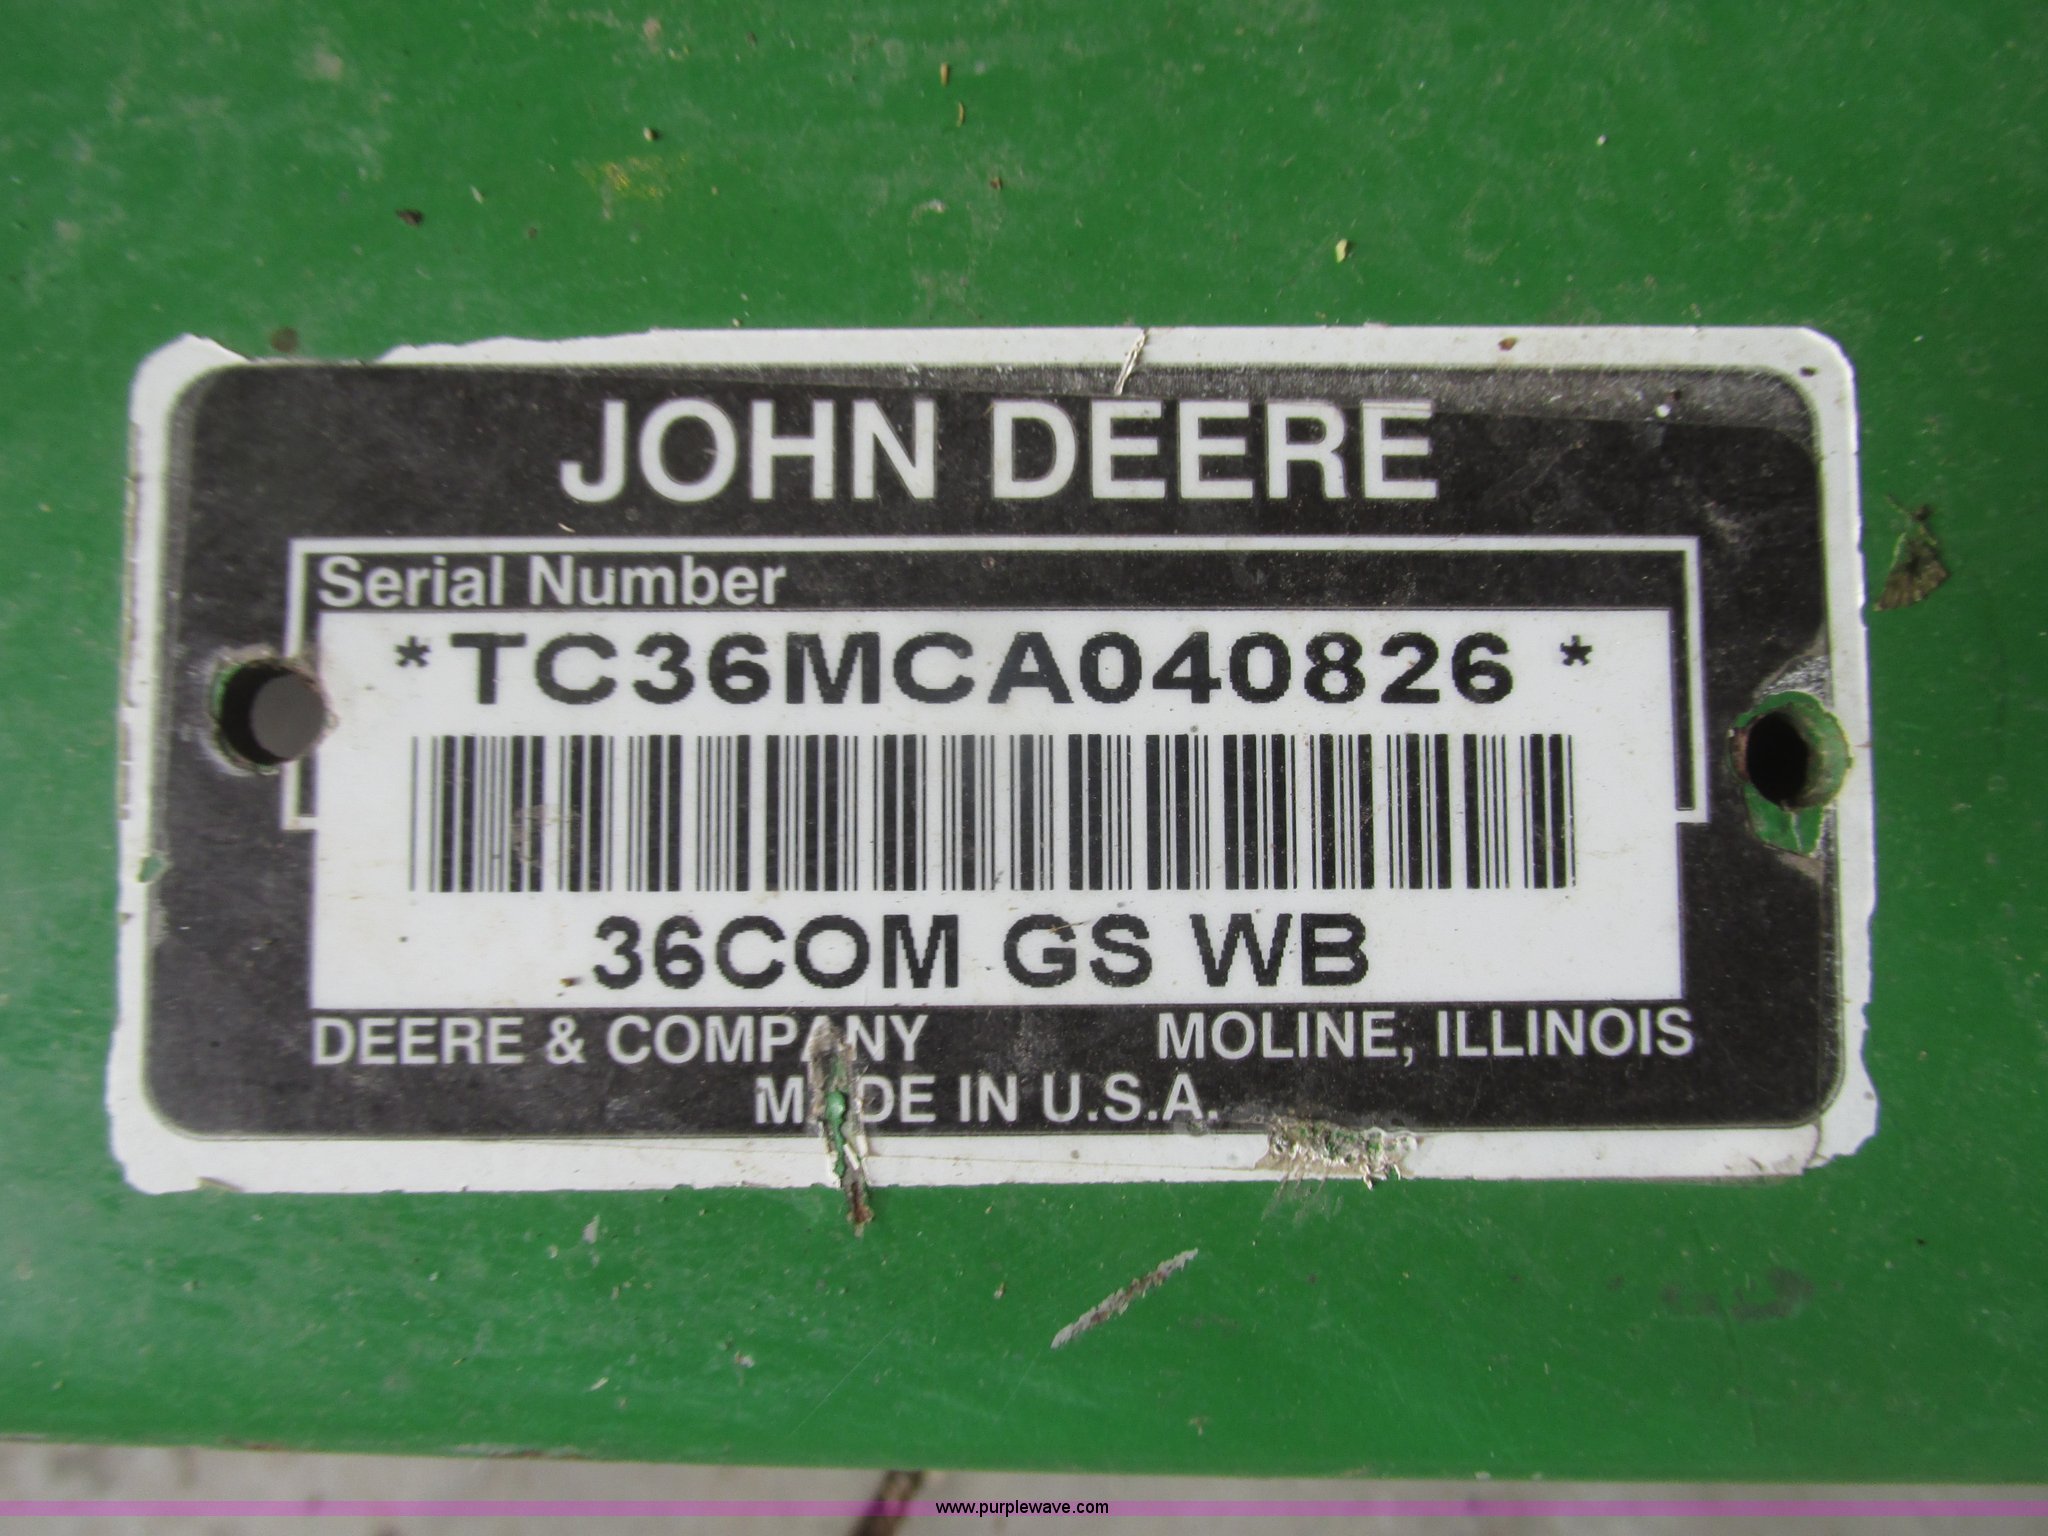 JOHN DEERE
Serial Number
*TC36MCA040826*
36COM GS WB
DEERE & COMPANY MOLINE, ILLINOIS
MADE IN U.S.A.
www.purplewave.com